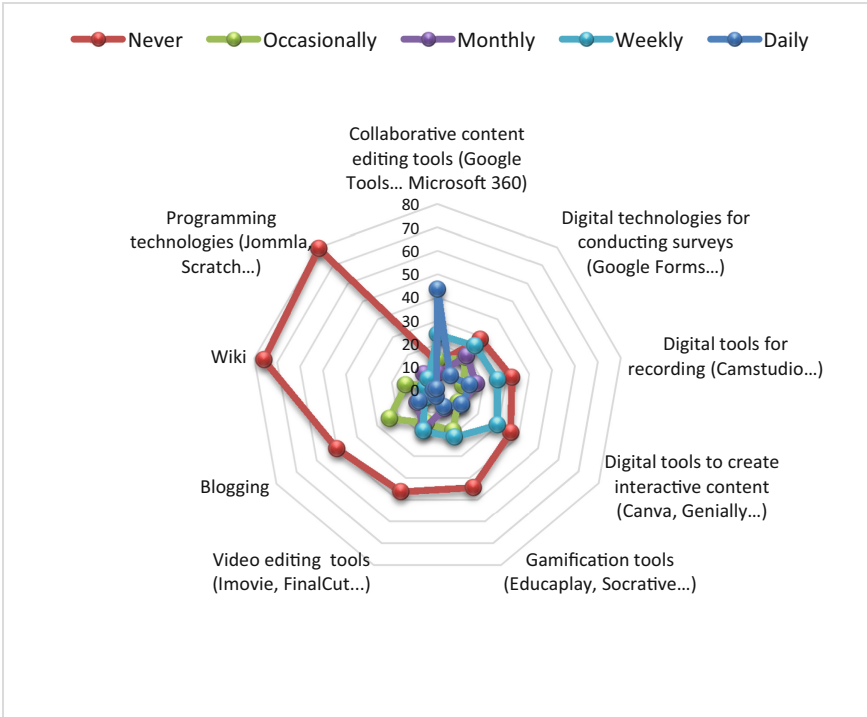 Never Occasionally Monthly Weekly Daily
Collaborative content
editing tools (Google
Tools... Microsoft 360)
Digital technologies for
conducting surveys
(Google Forms...)
Digital tools for
recording (Camstudio...)
Digital tools to create
interactive content
(Canva, Genially...)
Gamification tools
(Educaplay, Socrative...)
Video editing tools
(Imovie, FinalCut...)
Blogging
Wiki
Programming
technologies (Jommla,
Scratch...)
80
70
60
50
40
30
20
10
0